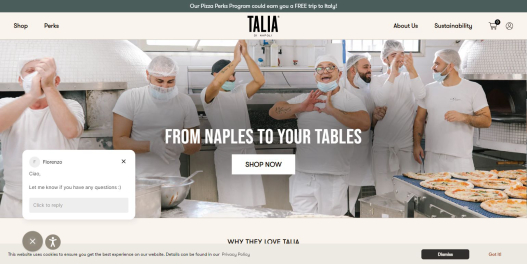 Our Pizza Perks Program could earn you a FREE trip to Italy!
Shop
Perks
TALIA
DI NAPOLI
About Us
Sustainability
0
FROM NAPLES TO YOUR TABLES
SHOP NOW
Fiorenzo
Ciao,
Let me know if you have any questions :)
Click to reply
WHY THEY LOVE TALIA
This website uses cookies to ensure you get the best experience on our website. Details can be found in our Privacy Policy
Dismiss
Got it!